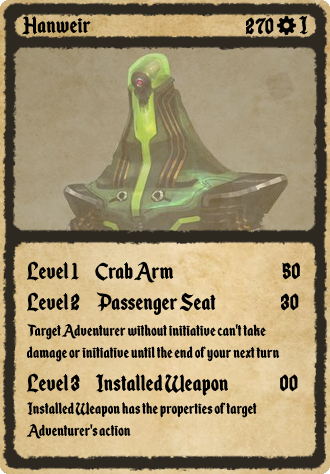 Hanweir 270 I
Level 1 Crab Arm 50
Level 2 Passenger Seat 30
Target Adventurer without initiative can't take
damage or initiative until the end of your next turn
Level 3 Installed Weapon 00
Installed Weapon has the properties of target
Adventurer's action